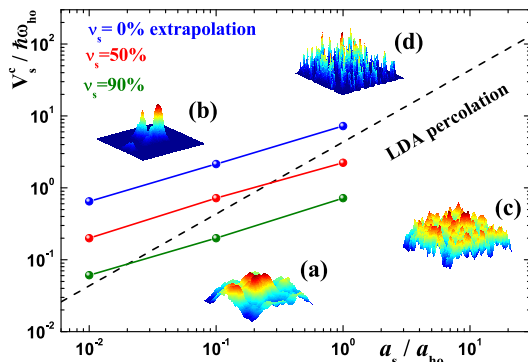 V_s^c / ħω_ho
10^2
10^1
10^0
10^-1
10^-2
ν_s= 0% extrapolation
ν_s=50%
ν_s=90%
(d)
(b)
LDA percolation
(c)
(a)
10^-2
10^-1
10^0
10^1
a_s / a_ho